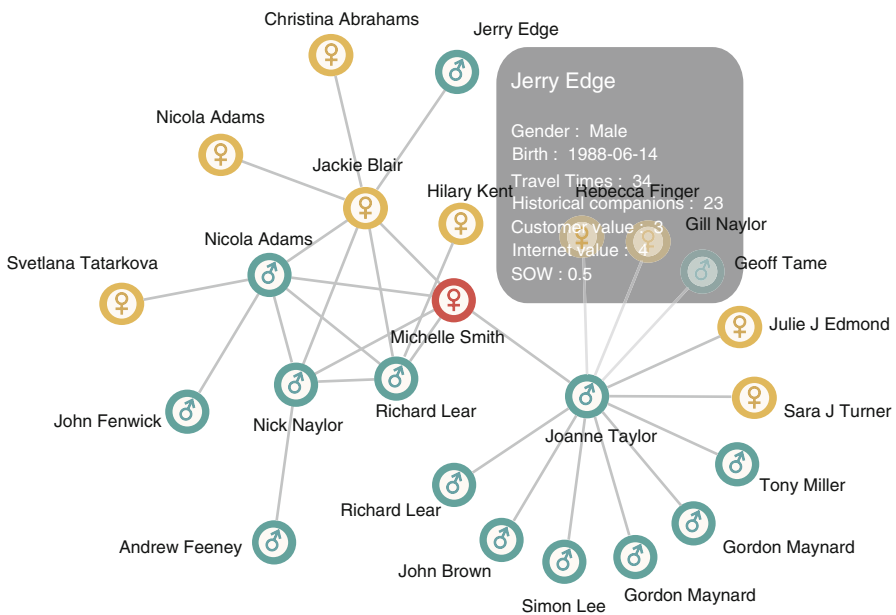 Christina Abrahams
Jerry Edge
Jerry Edge
Gender : Male
Birth : 1988-06-14
Travel Times : 34
Historical companions : 23
Customer value : 3
Internet value : 4
SOW : 0.5
Nicola Adams
Jackie Blair
Hilary Kent
Rebecca Finger
Gill Naylor
Nicola Adams
Geoff Tame
Svetlana Tatarkova
Michelle Smith
Julie J Edmond
John Fenwick
Nick Naylor
Richard Lear
Joanne Taylor
Sara J Turner
Tony Miller
Richard Lear
Andrew Feeney
John Brown
Gordon Maynard
Simon Lee
Gordon Maynard